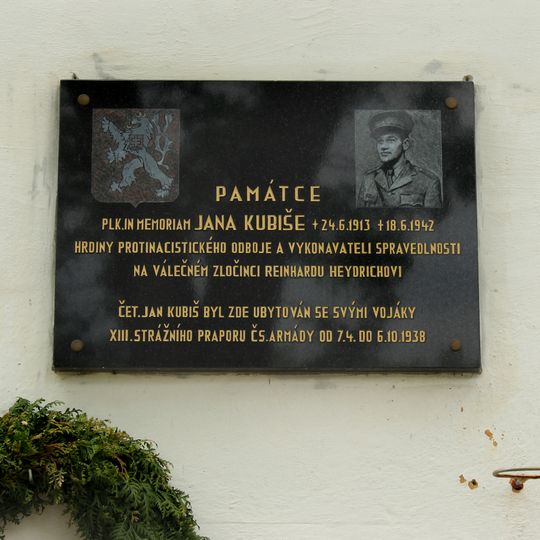 PAMÁTCE
PLK. IN MEMORIAM JANA KUBIŠE + 24.6.1913 + 18.6.1942
HRDINY PROTINACISTICKÉHO ODBOJE A VYKONAVATELI SPRAVEDLNOSTI
NA VÁLEČNÉM ZLOČINCI REINHARDU HEYDRICHOVI
ČET. JAN KUBIŠ BYL ZDE UBYTOVÁN SE SVÝMI VOJÁKY
XIII. STRÁŽNÍHO PRAPORU ČS. ARMÁDY OD 7.4. DO 6.10.1938